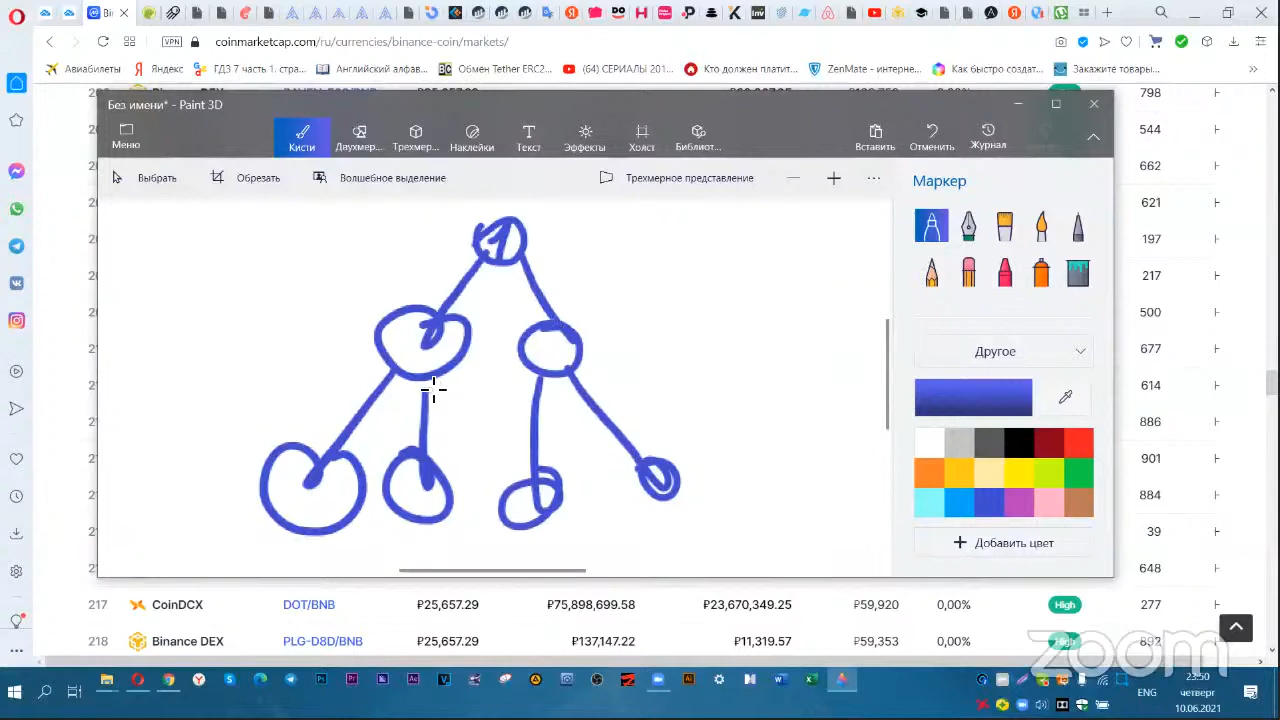 Bi
inv
VPN
coinmarketcap.com/ru/currencies/binance-coin/markets/
Авиабилеты
Яндекс
ГДЗ 7 часть 1. стра...
Английский алфав...
Обмен Tether ERC2...
(64) СЕРИАЛЫ 201...
Кто должен платит...
ZenMate - интерне...
Как быстро создат...
Закажите товары...
798
Без имени* - Paint 3D
544
Меню
Кисти
Двухмер...
Трехмер...
Наклейки
Текст
Эффекты
Холст
Библиот...
Вставить
Отменить
Журнал
662
Выбрать
Обрезать
Волшебное выделение
Трехмерное представление
Маркер
621
197
1
217
500
677
Другое
614
886
901
884
39
Добавить цвет
648
217
CoinDCX
DOT/BNB
₽25,657.29
₽75,898,699.58
₽23,670,349.25
₽59,920
0,00%
High
277
218
Binance DEX
PLG-D8D/BNB
₽25,657.29
₽137,147.22
₽11,319.57
₽59,353
0,00%
High
892
zoom
ENG
23:50
четверг
10.06.2021